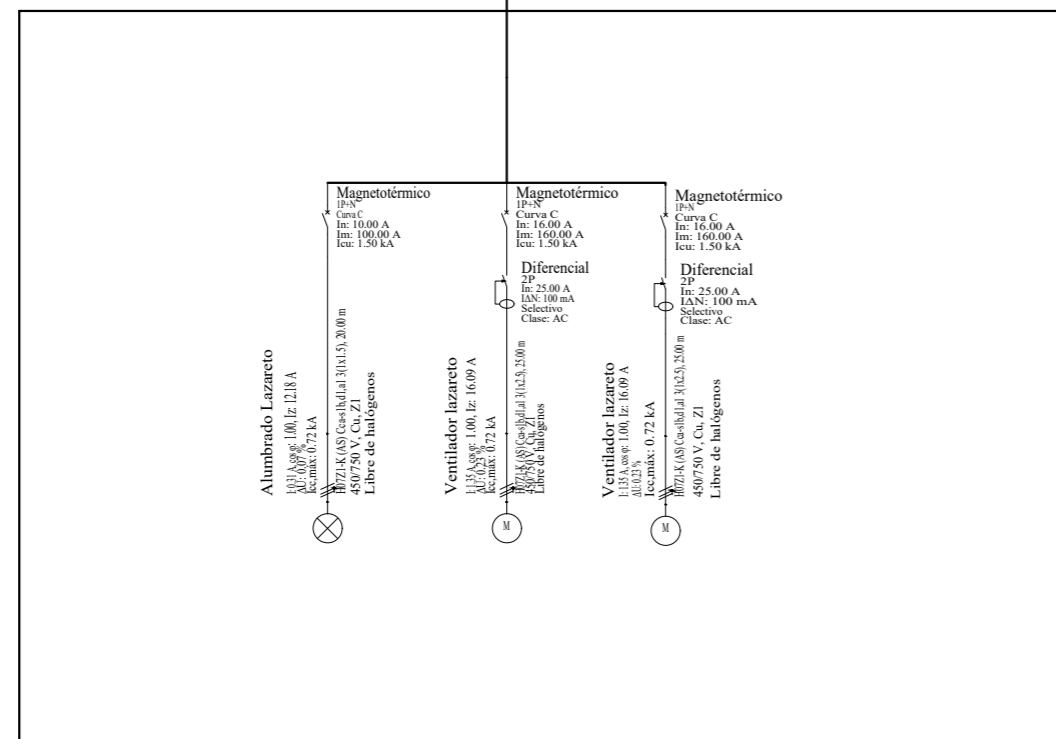 Magnetotérmico
1P+N
Curva C
In: 10.00 A
Im: 100.00 A
Icu: 1.50 kA
Magnetotérmico
1P+N
Curva C
In: 16.00 A
Im: 160.00 A
Icu: 1.50 kA
Magnetotérmico
1P+N
Curva C
In: 16.00 A
Im: 160.00 A
Icu: 1.50 kA
Diferencial
2P
In: 25.00 A
IΔN: 100 mA
Selectivo
Clase: AC
Diferencial
2P
In: 25.00 A
IΔN: 100 mA
Selectivo
Clase: AC
Alumbrado Lazareto
I: 0.31 A, cos φ: 1.00, Iz: 12.18 A
ΔU: 0.07 %
Icc,máx: 0.72 kA
H07Z1-K (AS) Cca-s1b,d1,a1 3(1x1.5), 20.00 m
450/750 V, Cu, Z1
Libre de halógenos
Ventilador lazareto
I: 1.35 A, cos φ: 1.00, Iz: 16.09 A
ΔU: 0.23 %
Icc,máx: 0.72 kA
H07Z1-K (AS) Cca-s1b,d1,a1 3(1x2.5), 25.00 m
450/750 V, Cu, Z1
Libre de halógenos
Ventilador lazareto
I: 1.35 A, cos φ: 1.00, Iz: 16.09 A
ΔU: 0.23 %
Icc,máx: 0.72 kA
H07Z1-K (AS) Cca-s1b,d1,a1 3(1x2.5), 25.00 m
450/750 V, Cu, Z1
Libre de halógenos
M
M